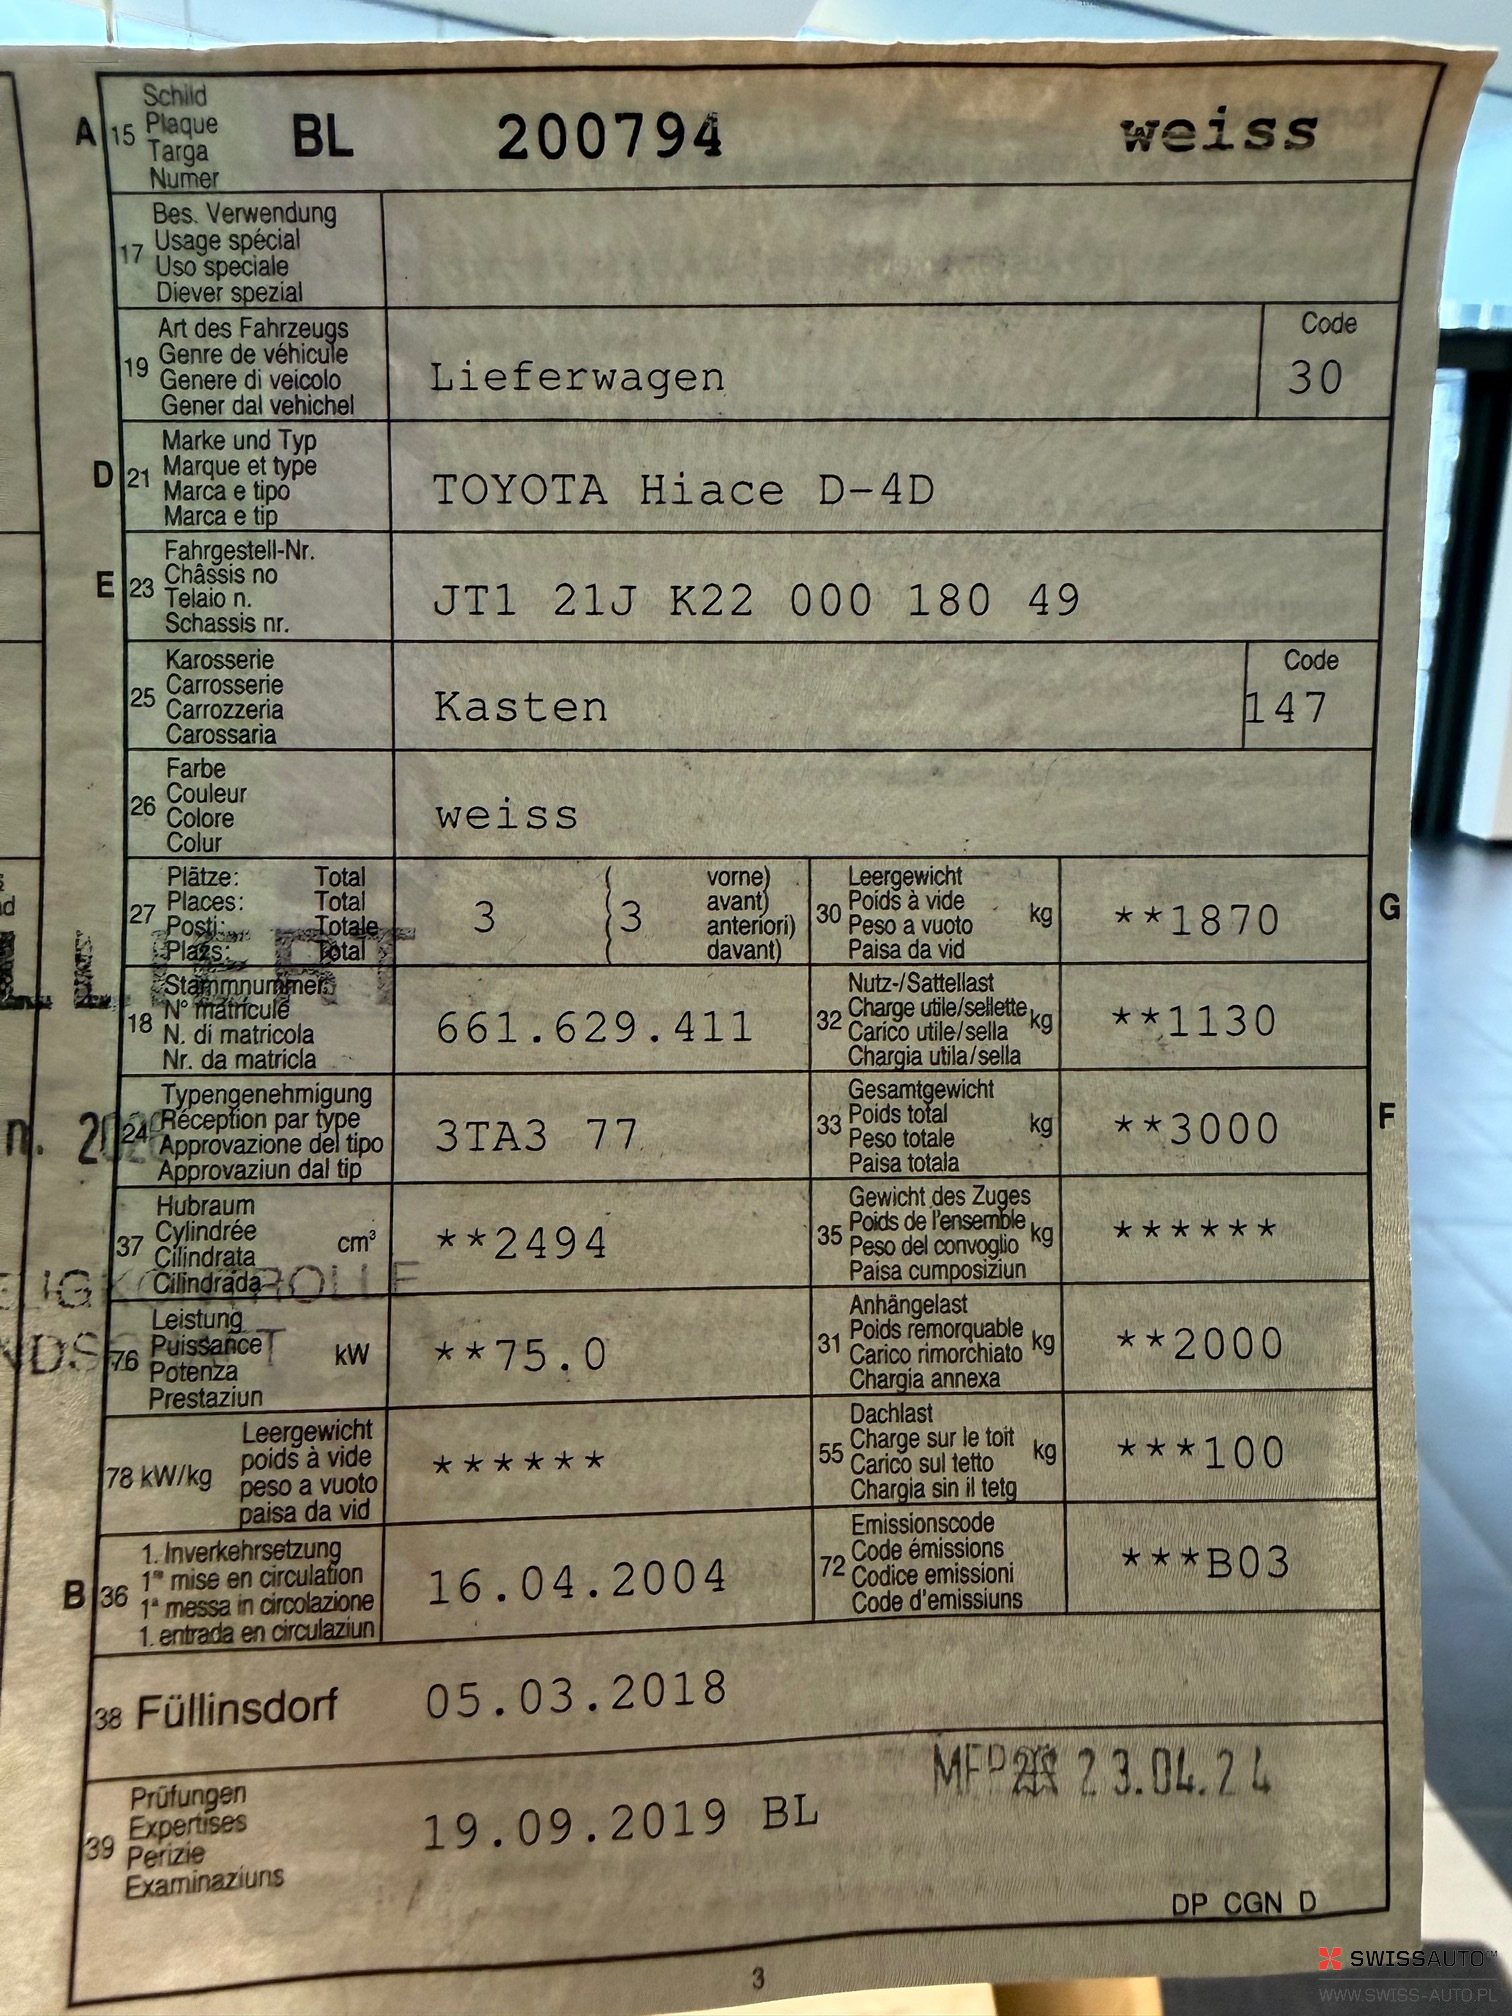 A 15 Schild
Plaque
Targa
Numer
BL 200794 weiss
17 Bes. Verwendung
Usage spécial
Uso speciale
Diever spezial
19 Art des Fahrzeugs
Genre de véhicule
Genere di veicolo
Gener dal vehichel
Lieferwagen
Code
30
D 21 Marke und Typ
Marque et type
Marca e tipo
Marca e tip
TOYOTA Hiace D-4D
E 23 Fahrgestell-Nr.
Châssis no
Telaio n.
Schassis nr.
JT1 21J K22 000 180 49
25 Karosserie
Carrosserie
Carrozzeria
Carossaria
Kasten
Code
147
26 Farbe
Couleur
Colore
Colur
weiss
27 Plätze: Total
Places: Total
Posti: Totale
Plazs: Total
3 ( 3 vorne)
avant)
anteriori)
davant)
30 Leergewicht
Poids à vide
Peso a vuoto
Paisa da vid
kg **1870 G
18 Stammnummer
N° matricule
N. di matricola
Nr. da matricla
661.629.411
32 Nutz-/Sattellast
Charge utile/sellette
Carico utile/sella
Chargia utila/sella
kg **1130
24 Typengenehmigung
Réception par type
Approvazione del tipo
Approvaziun dal tip
3TA3 77
33 Gesamtgewicht
Poids total
Peso totale
Paisa totala
kg **3000 F
37 Hubraum
Cylindrée
Cilindrata
Cilindrada
cm³ **2494
35 Gewicht des Zuges
Poids de l'ensemble
Peso del convoglio
Paisa cumposiziun
kg ******
76 Leistung
Puissance
Potenza
Prestaziun
kW **75.0
31 Anhängelast
Poids remorquable
Carico rimorchiato
Chargia annexa
kg **2000
78 kW/kg Leergewicht
poids à vide
peso a vuoto
paisa da vid
******
55 Dachlast
Charge sur le toit
Carico sul tetto
Chargia sin il tetg
kg ***100
B 36 1. Inverkehrsetzung
1re mise en circulation
1a messa in circolazione
1. entrada en circulaziun
16.04.2004
72 Emissionscode
Code émissions
Codice emissioni
Code d'emissiuns
***B03
38 Füllinsdorf 05.03.2018
39 Prüfungen
Expertises
Perizie
Examinaziuns
19.09.2019 BL
MFP 23.04.24
DP CGN D
3
SWISSAUTO
WWW.SWISS-AUTO.PL